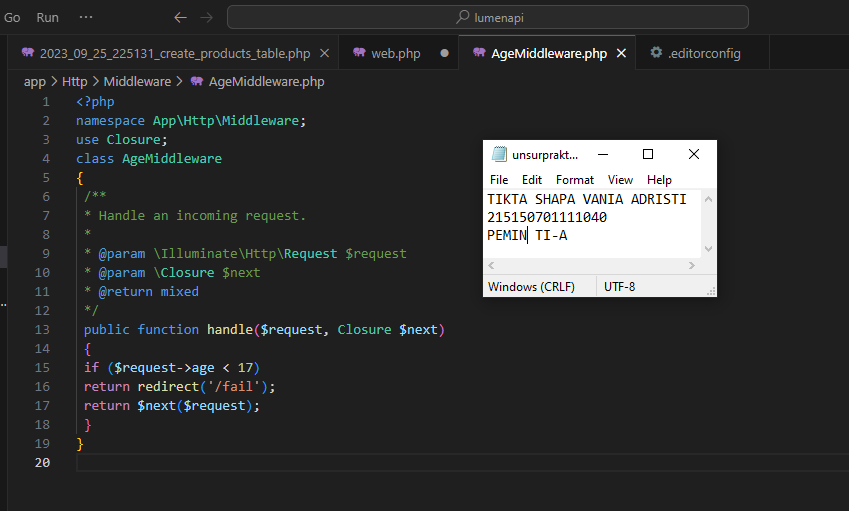 Go Run ··· ← → lumenapi
2023_09_25_225131_create_products_table.php × web.php ● AgeMiddleware.php × .editorconfig
app > Http > Middleware > AgeMiddleware.php
1 <?php
2 namespace App\Http\Middleware;
3 use Closure;
4 class AgeMiddleware
5 {
6 /**
7 * Handle an incoming request.
8 *
9 * @param \Illuminate\Http\Request $request
10 * @param \Closure $next
11 * @return mixed
12 */
13 public function handle($request, Closure $next)
14 {
15 if ($request->age < 17)
16 return redirect('/fail');
17 return $next($request);
18 }
19 }
20
unsurprakt...
File Edit Format View Help
TIKTA SHAPA VANIA ADRISTI
215150701111040
PEMIN TI-A
Windows (CRLF) UTF-8